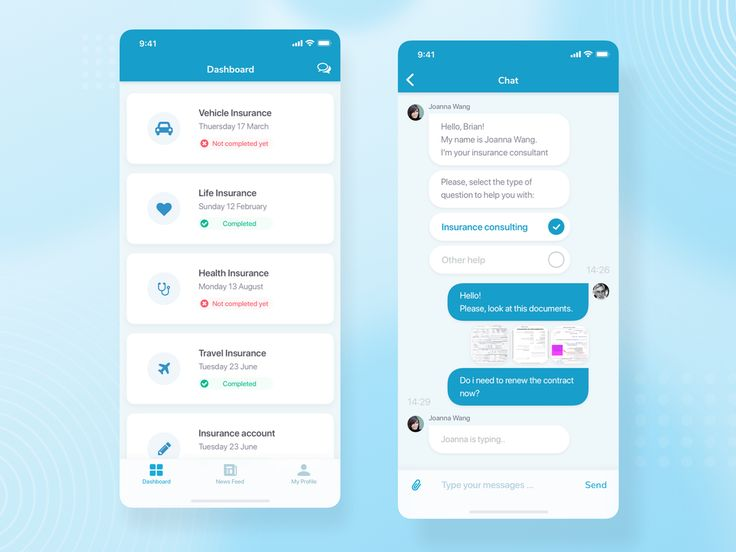 9:41
Dashboard
Vehicle Insurance
Thuersday 17 March
Not completed yet
Life Insurance
Sunday 12 February
Completed
Health Insurance
Monday 13 August
Not completed yet
Travel Insurance
Tuesday 23 June
Completed
Insurance account
Tuesday 23 June
Dashboard
News Feed
My Profile
9:41
Chat
Joanna Wang
Hello, Brian!
My name is Joanna Wang.
I'm your insurance consultant
Please, select the type of
question to help you with:
Insurance consulting
Other help
14:26
Hello!
Please, look at this documents.
Do i need to renew the contract
now?
14:29
Joanna Wang
Joanna is typing..
Type your messages ...
Send